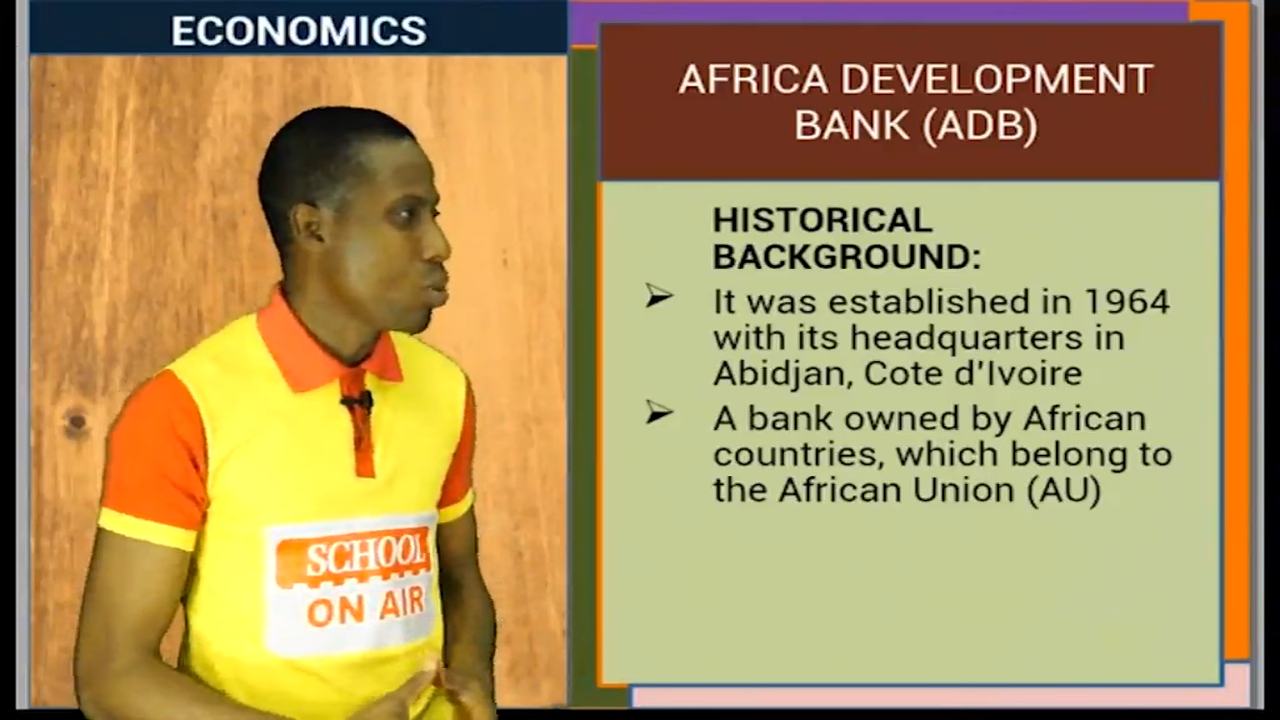 ECONOMICS
AFRICA DEVELOPMENT
BANK (ADB)
HISTORICAL
BACKGROUND:
It was established in 1964
with its headquarters in
Abidjan, Cote d'Ivoire
A bank owned by African
countries, which belong to
the African Union (AU)
SCHOOL
ON AIR